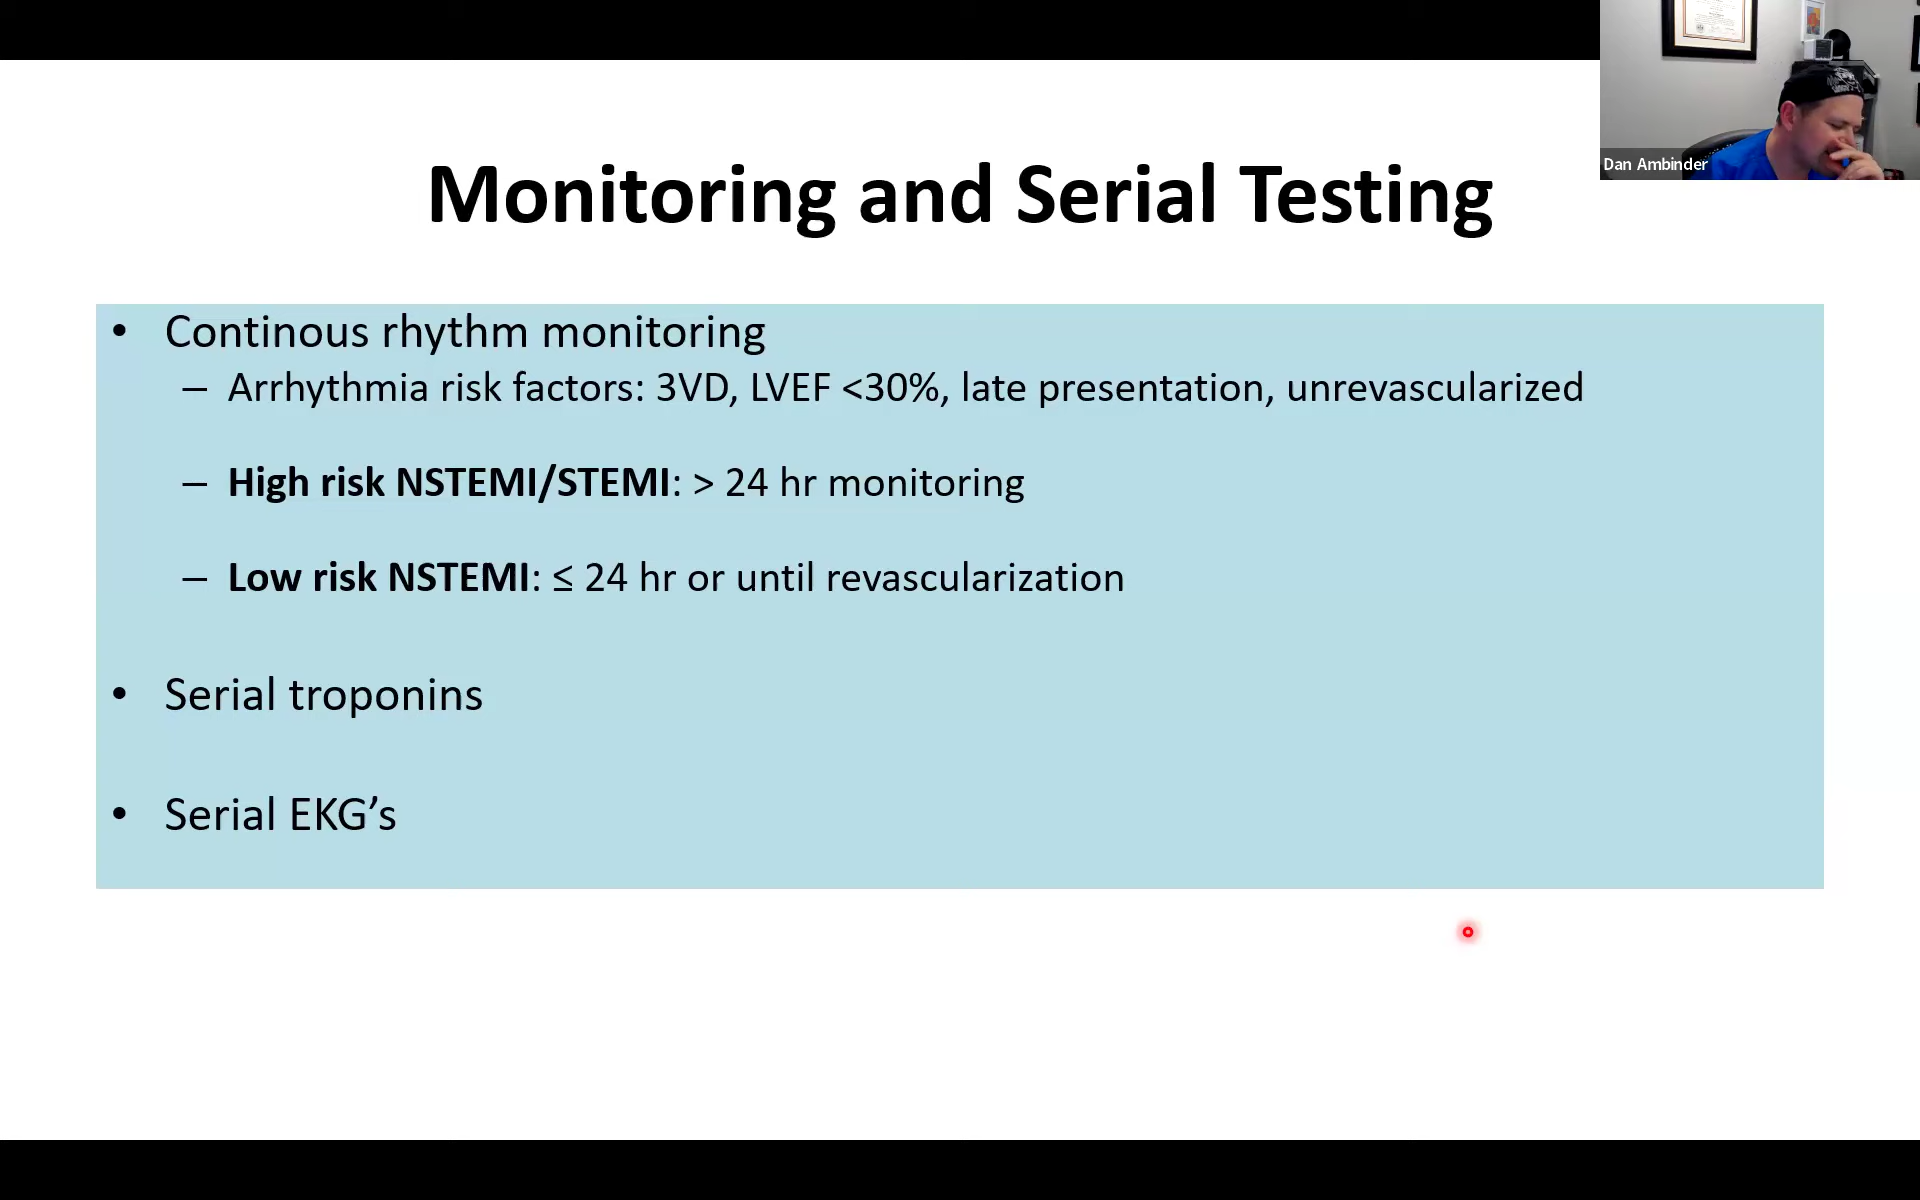 Dan Ambinder
Monitoring and Serial Testing
• Continous rhythm monitoring
– Arrhythmia risk factors: 3VD, LVEF <30%, late presentation, unrevascularized
– High risk NSTEMI/STEMI: > 24 hr monitoring
– Low risk NSTEMI: ≤ 24 hr or until revascularization
• Serial troponins
• Serial EKG’s